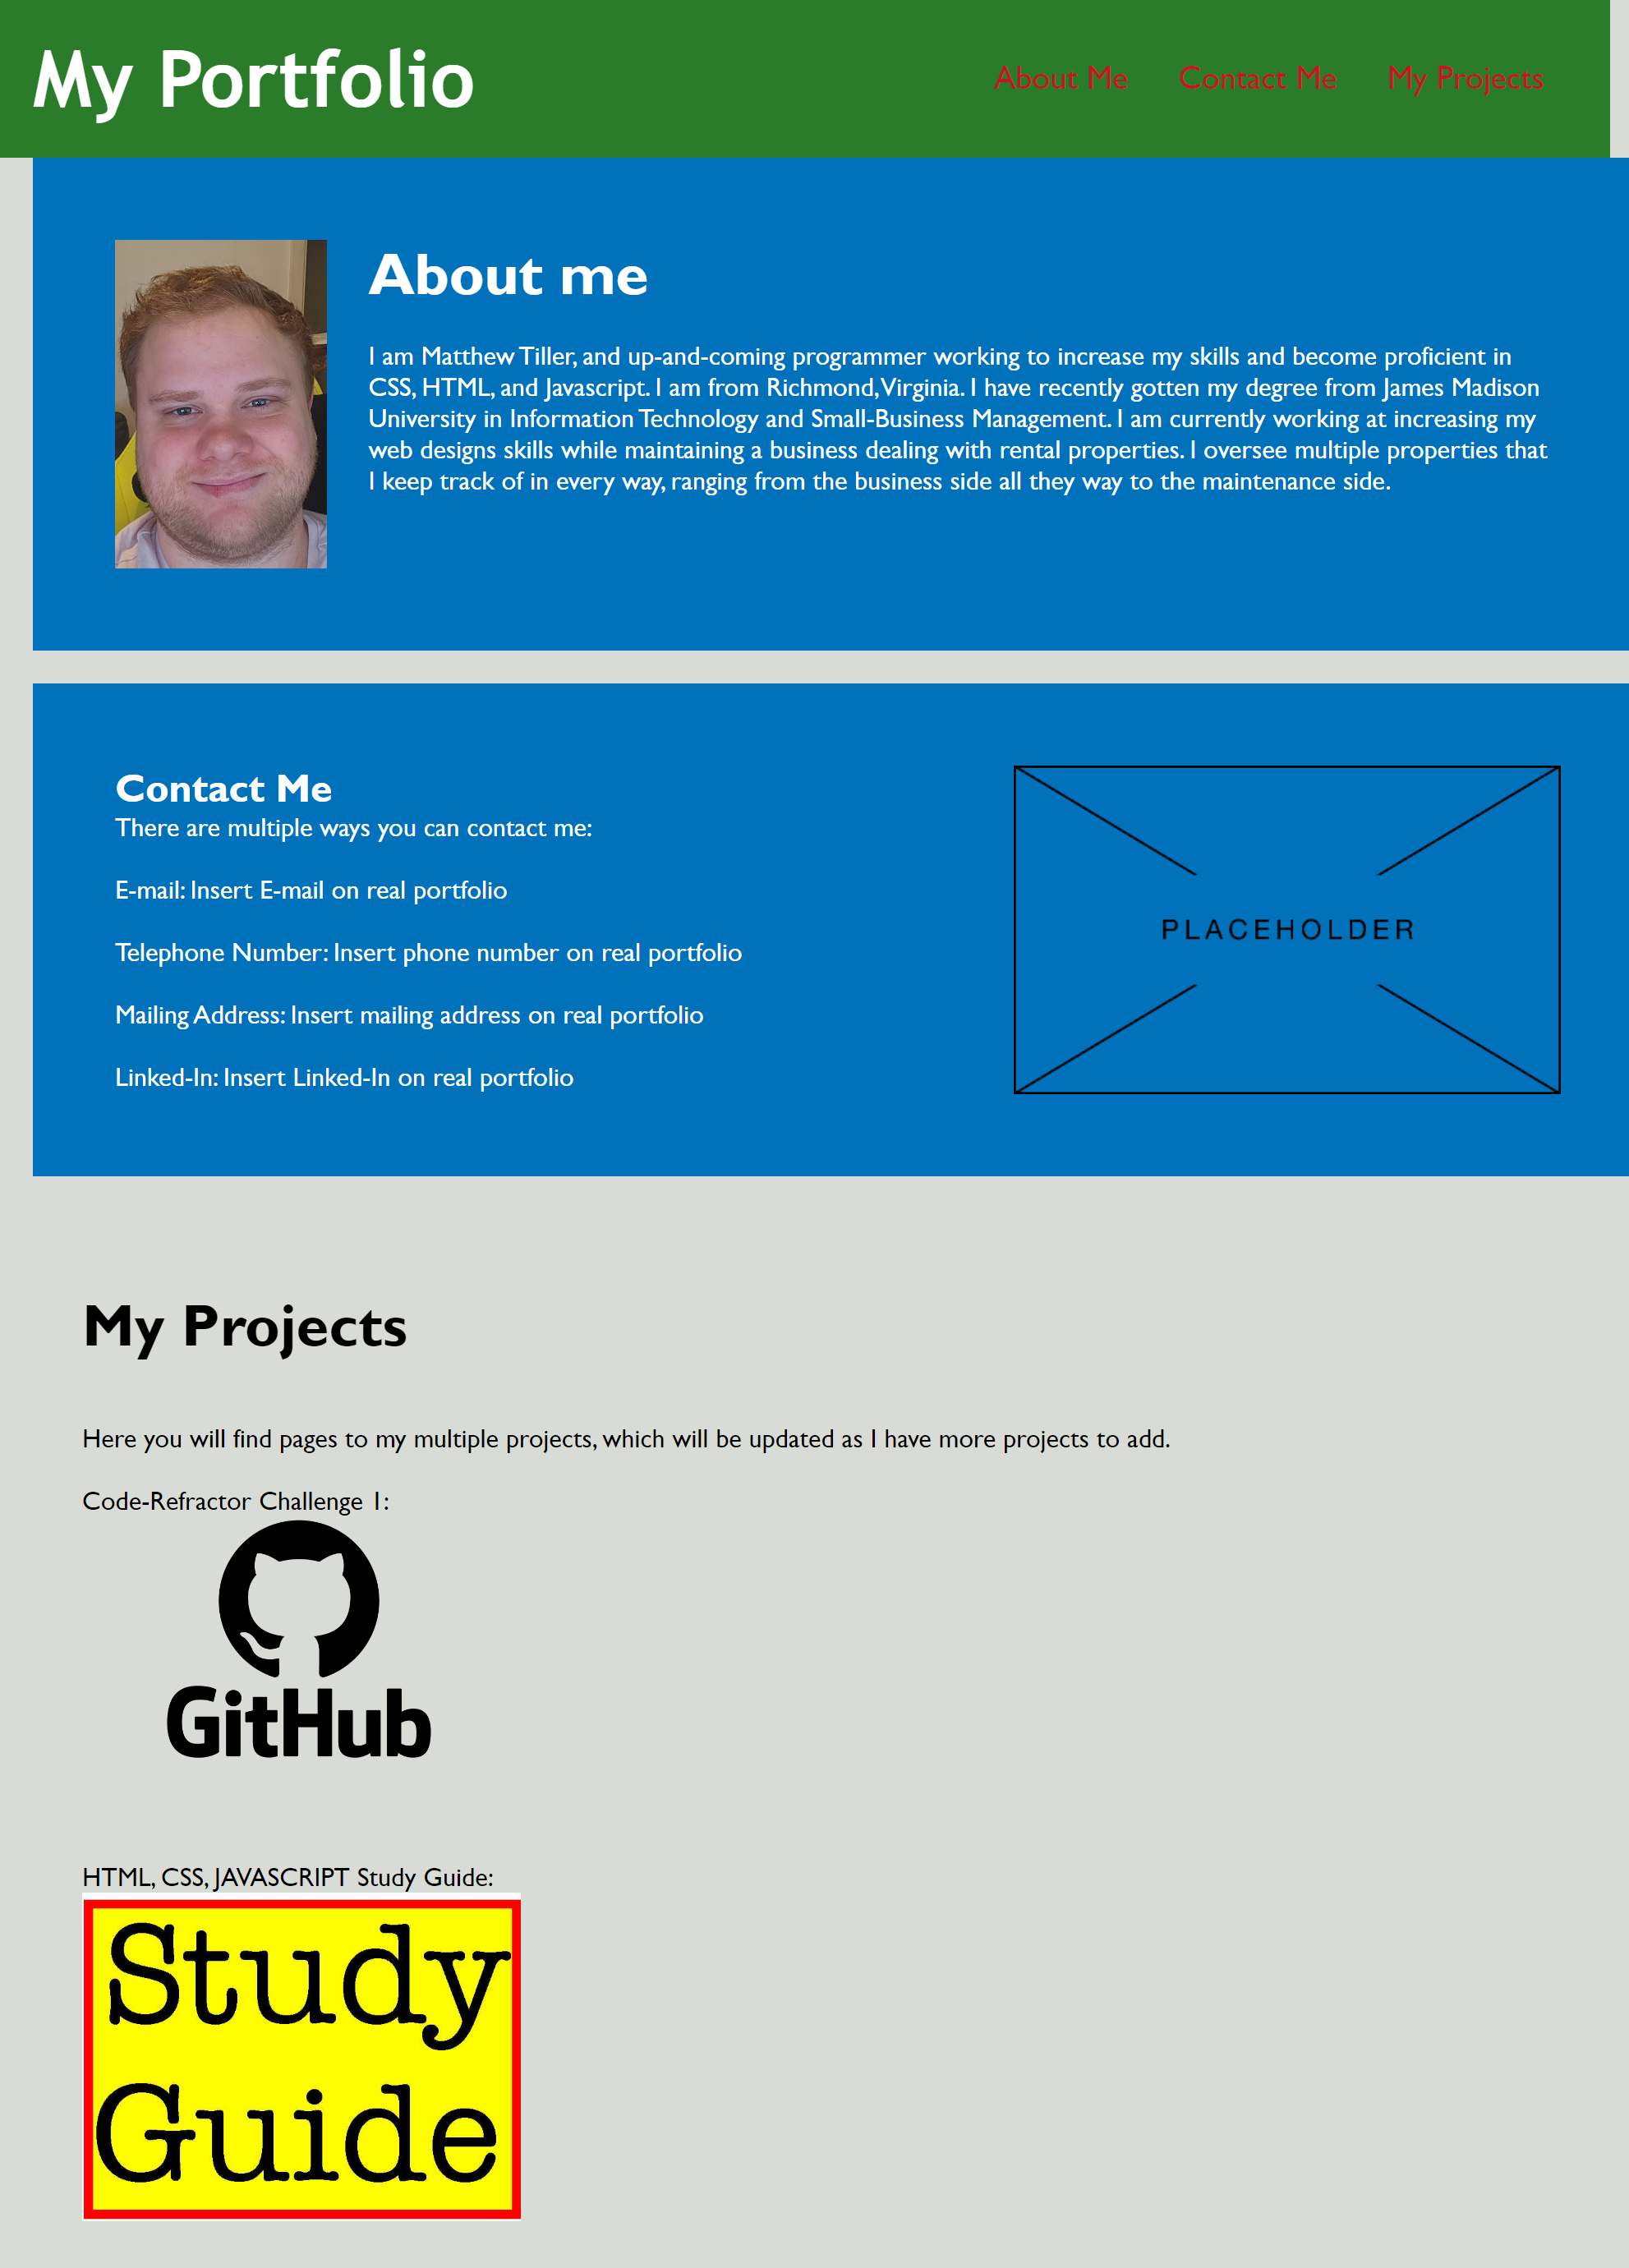 My Portfolio
About Me Contact Me My Projects
About me
I am Matthew Tiller, and up-and-coming programmer working to increase my skills and become proficient in
CSS, HTML, and Javascript. I am from Richmond, Virginia. I have recently gotten my degree from James Madison
University in Information Technology and Small-Business Management. I am currently working at increasing my
web designs skills while maintaining a business dealing with rental properties. I oversee multiple properties that
I keep track of in every way, ranging from the business side all they way to the maintenance side.
Contact Me
There are multiple ways you can contact me:
E-mail: Insert E-mail on real portfolio
Telephone Number: Insert phone number on real portfolio
Mailing Address: Insert mailing address on real portfolio
Linked-In: Insert Linked-In on real portfolio
PLACEHOLDER
My Projects
Here you will find pages to my multiple projects, which will be updated as I have more projects to add.
Code-Refractor Challenge 1:
GitHub
HTML, CSS, JAVASCRIPT Study Guide:
Study
Guide